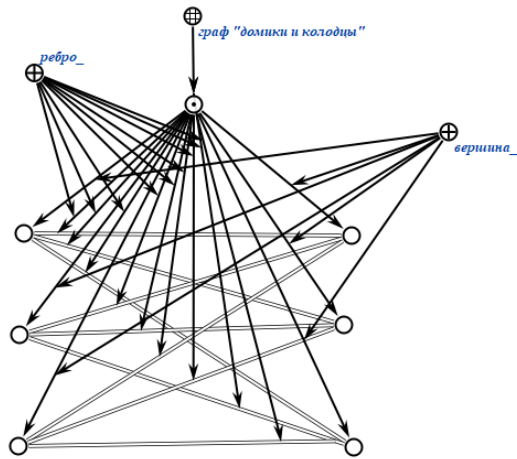 граф "домики и колодцы"
ребро_
вершина_